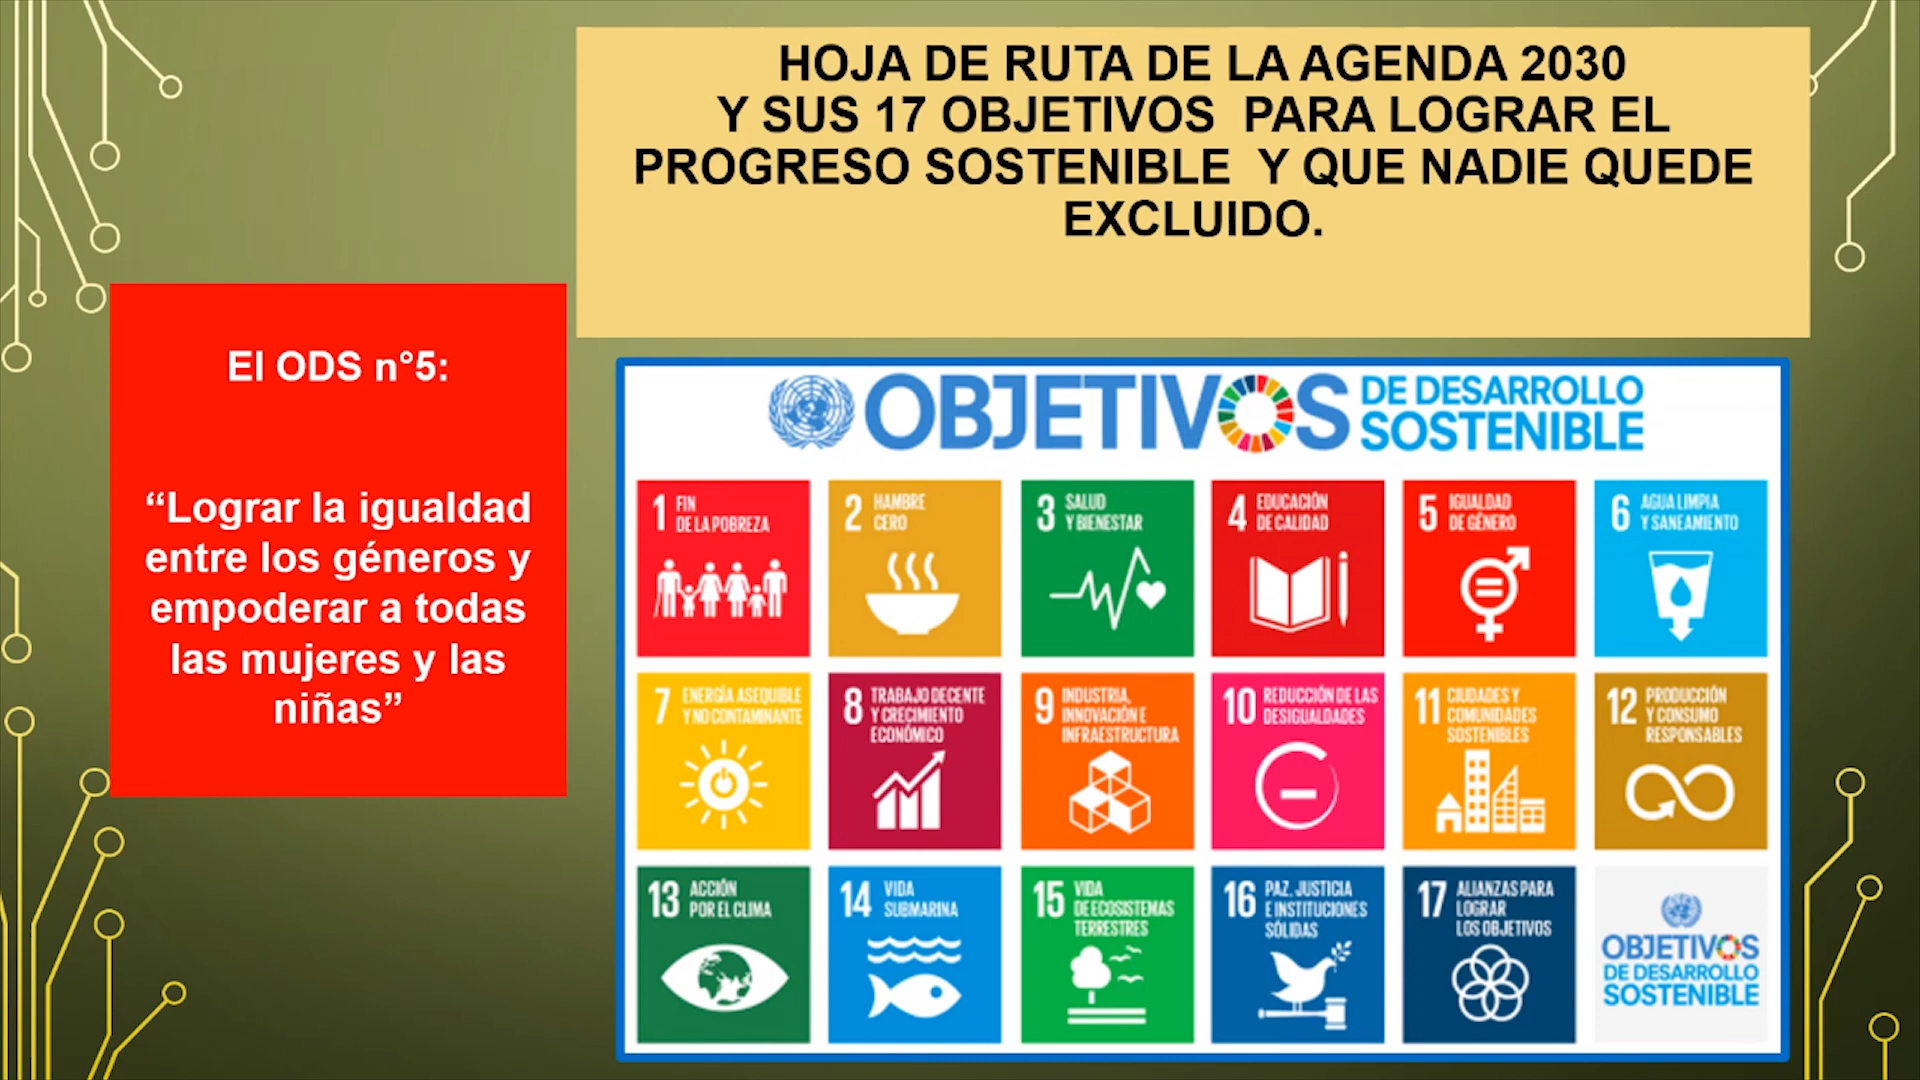 HOJA DE RUTA DE LA AGENDA 2030
Y SUS 17 OBJETIVOS PARA LOGRAR EL
PROGRESO SOSTENIBLE Y QUE NADIE QUEDE
EXCLUIDO.
El ODS n°5:
“Lograr la igualdad
entre los géneros y
empoderar a todas
las mujeres y las
niñas”
OBJETIVOS
DE DESARROLLO
SOSTENIBLE
1 FIN
DE LA POBREZA
2 HAMBRE
CERO
3 SALUD
Y BIENESTAR
4 EDUCACIÓN
DE CALIDAD
5 IGUALDAD
DE GÉNERO
6 AGUA LIMPIA
Y SANEAMIENTO
7 ENERGÍA ASEQUIBLE
Y NO CONTAMINANTE
8 TRABAJO DECENTE
Y CRECIMIENTO
ECONÓMICO
9 INDUSTRIA,
INNOVACIÓN E
INFRAESTRUCTURA
10 REDUCCIÓN DE LAS
DESIGUALDADES
11 CIUDADES Y
COMUNIDADES
SOSTENIBLES
12 PRODUCCIÓN
Y CONSUMO
RESPONSABLES
13 ACCIÓN
POR EL CLIMA
14 VIDA
SUBMARINA
15 VIDA
DE ECOSISTEMAS
TERRESTRES
16 PAZ, JUSTICIA
E INSTITUCIONES
SÓLIDAS
17 ALIANZAS PARA
LOGRAR
LOS OBJETIVOS
OBJETIVOS
DE DESARROLLO
SOSTENIBLE